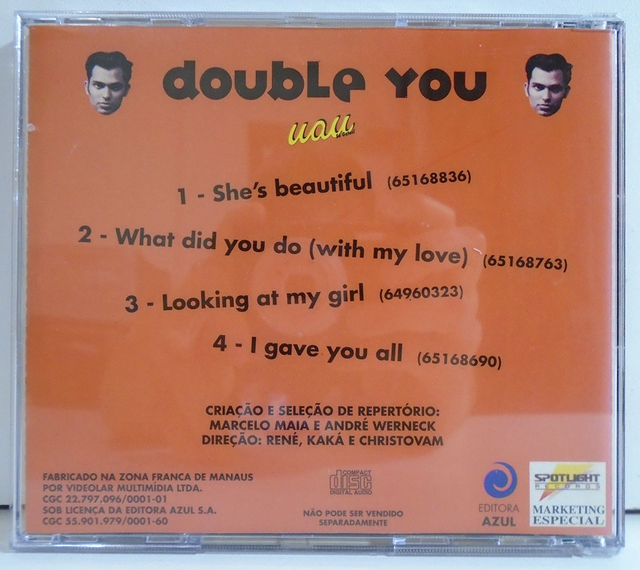 double you
uau
1 - She's beautiful (65168836)
2 - What did you do (with my love) (65168763)
3 - Looking at my girl (64960323)
4 - I gave you all (65168690)
CRIAÇÃO E SELEÇÃO DE REPERTÓRIO:
MARCELO MAIA E ANDRÉ WERNECK
DIREÇÃO: RENÉ, KAKÁ E CHRISTOVAM
FABRICADO NA ZONA FRANCA DE MANAUS
POR VIDEOLAR MULTIMÍDIA LTDA.
CGC 22.797.096/0001-01
SOB LICENÇA DA EDITORA AZUL S.A.
CGC 55.901.979/0001-60
COMPACT
disc
DIGITAL AUDIO
NÃO PODE SER VENDIDO
SEPARADAMENTE
EDITORA
AZUL
SPOTLIGHT
RECORDS
MARKETING
ESPECIAL